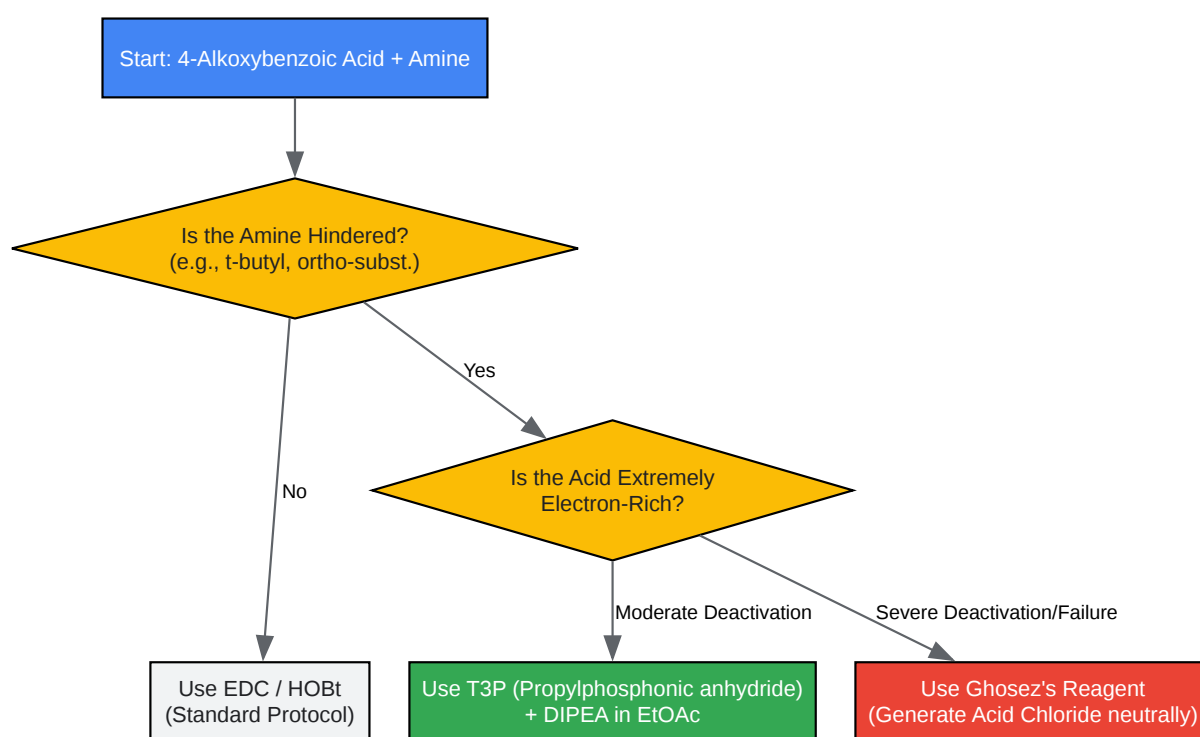 Start: 4-Alkoxybenzoic Acid + Amine
Is the Amine Hindered?
(e.g., t-butyl, ortho-subst.)
Yes
No
Is the Acid Extremely
Electron-Rich?
Moderate Deactivation
Severe Deactivation/Failure
Use EDC / HOBt
(Standard Protocol)
Use T3P (Propylphosphonic anhydride)
+ DIPEA in EtOAc
Use Ghosez's Reagent
(Generate Acid Chloride neutrally)